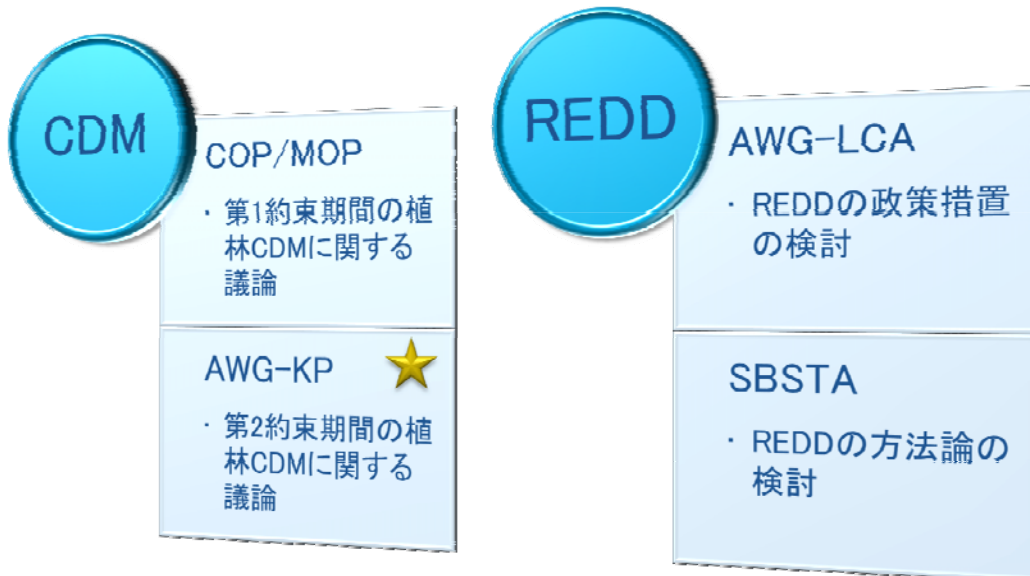 CDM
COP/MOP
・第1約束期間の植
林CDMに関する
議論
AWG-KP
・第2約束期間の植
林CDMに関する
議論
REDD
AWG-LCA
・REDDの政策措置
の検討
SBSTA
・REDDの方法論の
検討